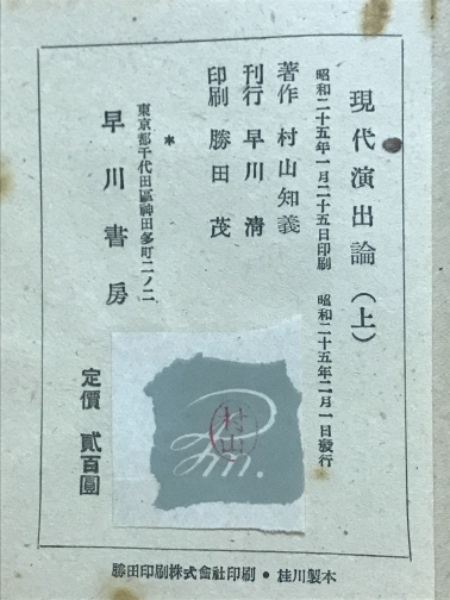 現代演出論(上)
昭和二十五年一月二十五日印刷 昭和二十五年二月一日發行
著作 村山知義
刊行 早川清
印刷 勝田茂
*
東京都千代田區神田多町二ノ二
早川書房
村山
定價 貳百圓
勝田印刷株式會社印刷・桂川製本